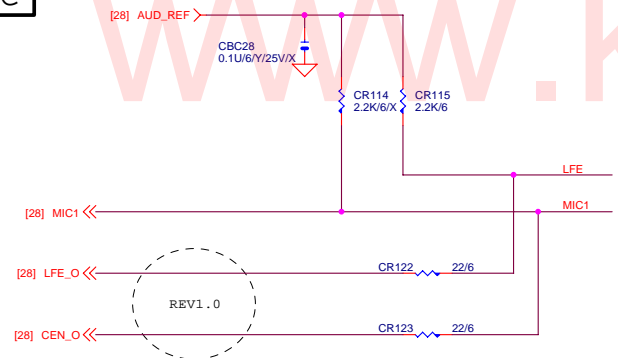 [28] AUD_REF
CBC28
0.1U/6/Y/25V/X
CR114
2.2K/6/X
CR115
2.2K/6
LFE
[28] MIC1
MIC1
[28] LFE_O
CR122 22/6
REV1.0
[28] CEN_O
CR123 22/6
WWW.K